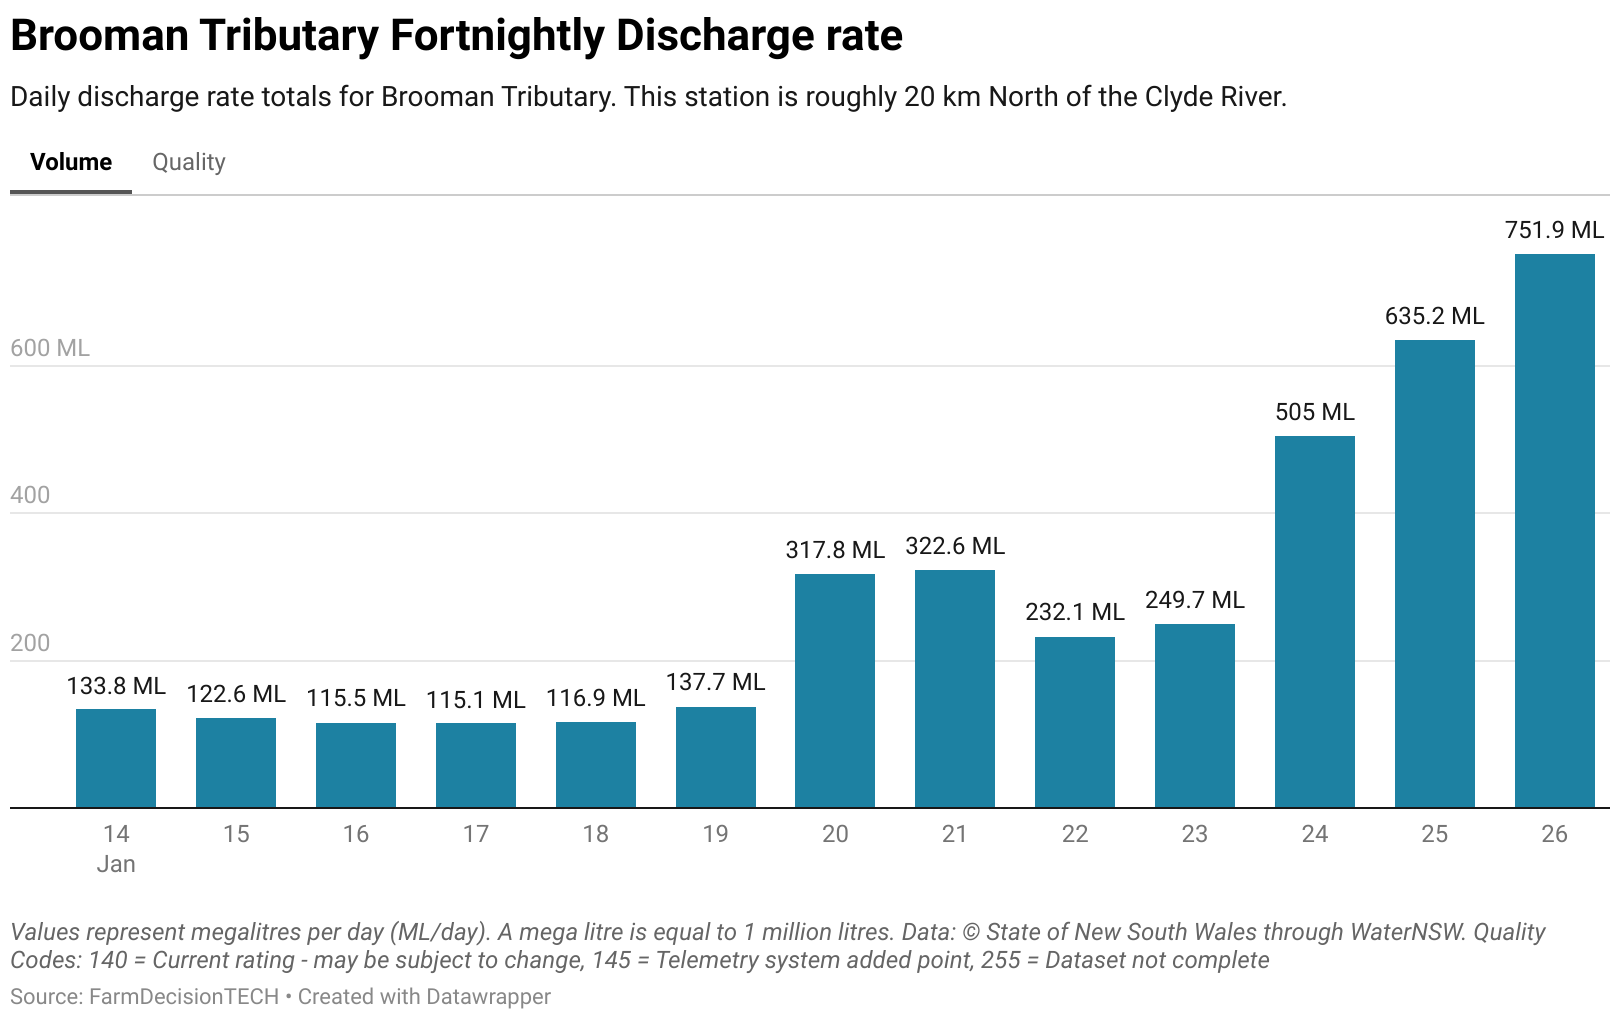 Brooman Tributary Fortnightly Discharge rate
Daily discharge rate totals for Brooman Tributary. This station is roughly 20 km North of the Clyde River.
Volume Quality
751.9 ML
635.2 ML
600 ML
505 ML
400
317.8 ML 322.6 ML
232.1 ML 249.7 ML
200
133.8 ML 122.6 ML 115.5 ML 115.1 ML 116.9 ML 137.7 ML
14 15 16 17 18 19 20 21 22 23 24 25 26
Jan
Values represent megalitres per day (ML/day). A mega litre is equal to 1 million litres. Data: © State of New South Wales through WaterNSW. Quality
Codes: 140 = Current rating - may be subject to change, 145 = Telemetry system added point, 255 = Dataset not complete
Source: FarmDecisionTECH • Created with Datawrapper